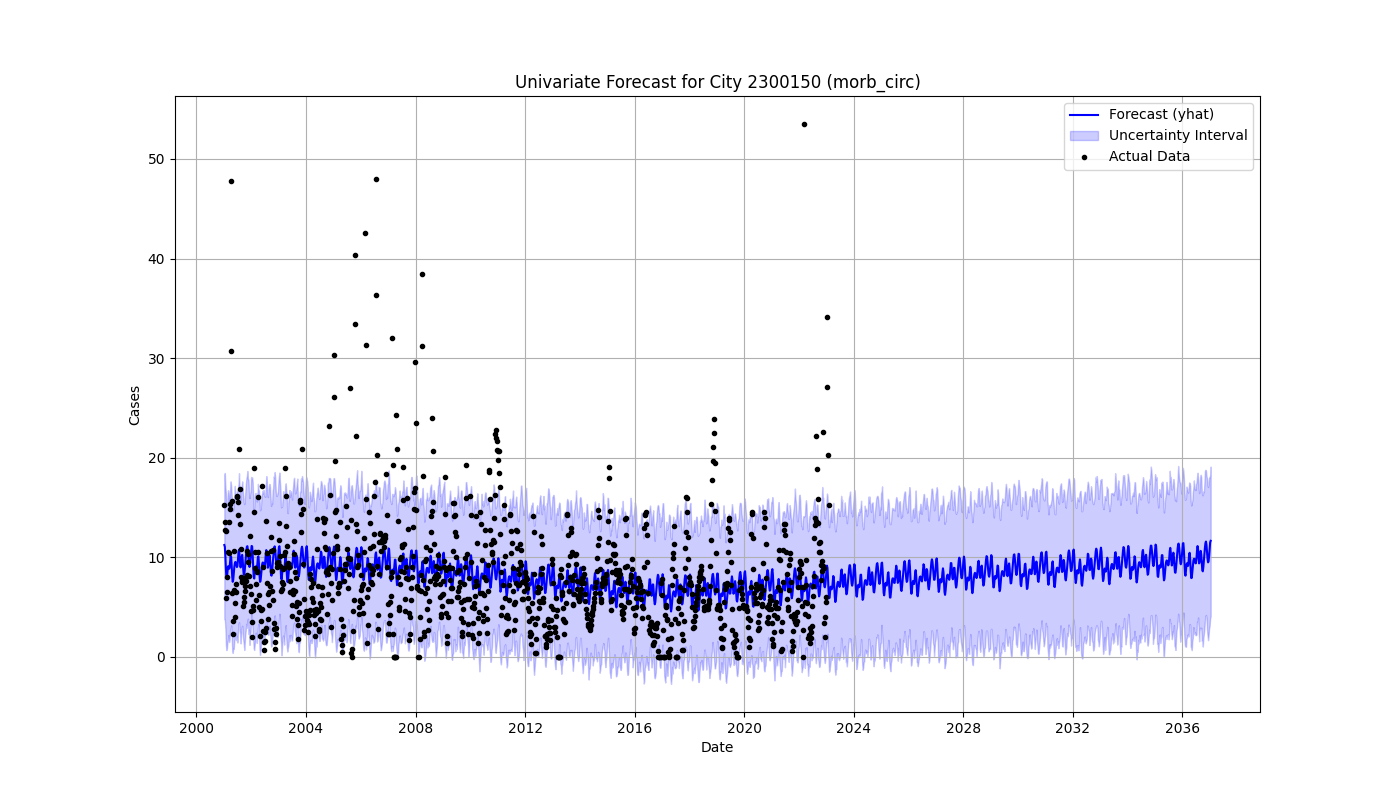 Univariate Forecast for City 2300150 (morb_circ)
Forecast (yhat)
Uncertainty Interval
Actual Data
Cases
50
40
30
20
10
0
2000 2004 2008 2012 2016 2020 2024 2028 2032 2036
Date